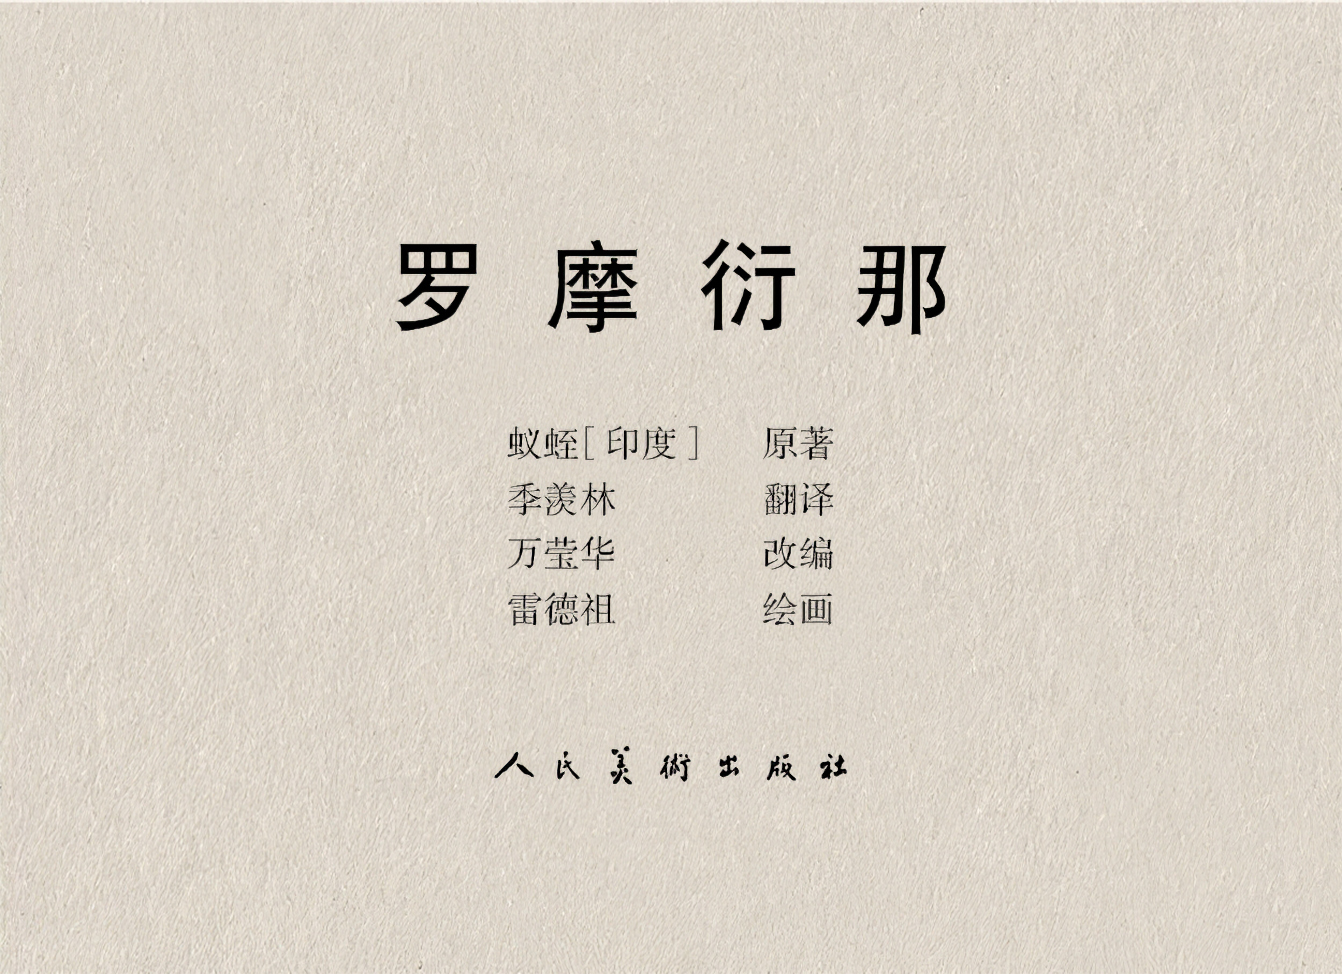 罗摩衍那
蚁蛭[印度] 原著
季羡林 翻译
万莹华 改编
雷德祖 绘画
人民美術出版社